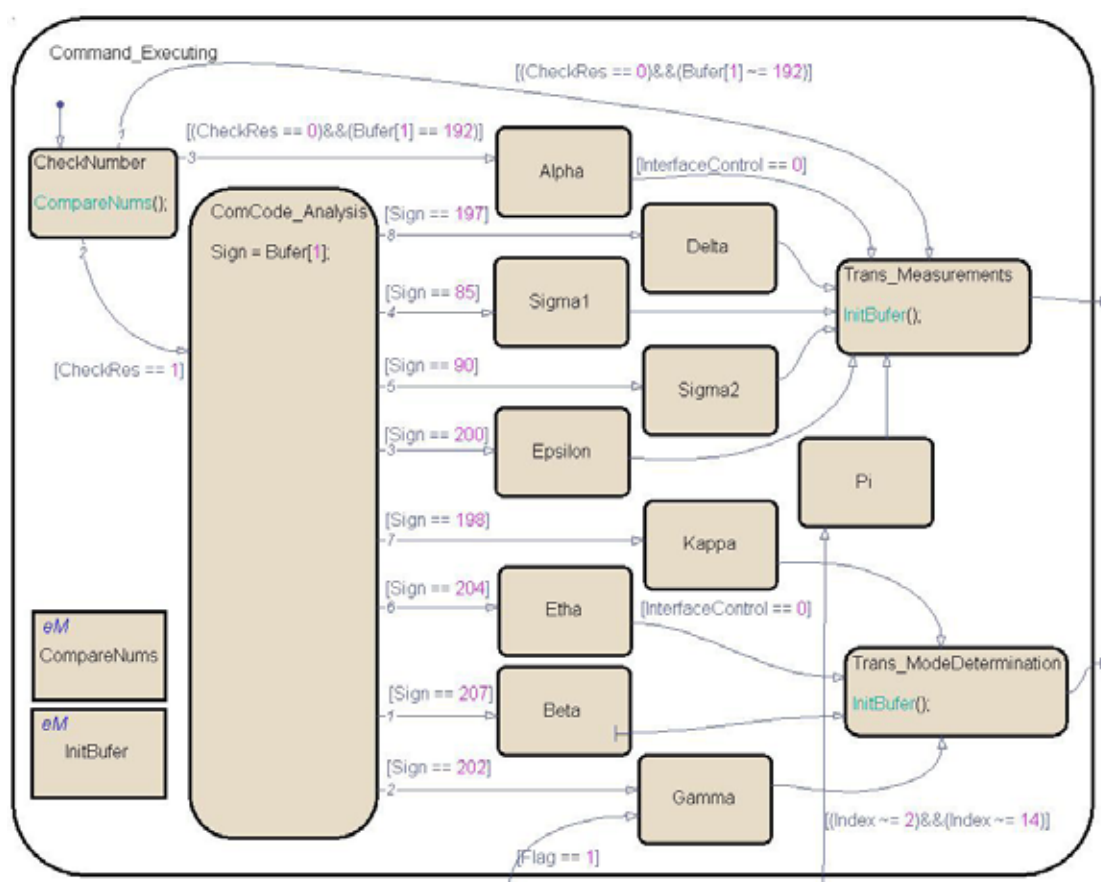 Command_Executing
[(CheckRes == 0)&&(Bufer[1] ~= 192)]
1
[(CheckRes == 0)&&(Bufer[1] == 192)]
3
CheckNumber
CompareNums();
2
[CheckRes == 1]
ComCode_Analysis
Sign = Bufer[1];
Alpha
[InterfaceControl == 0]
[Sign == 197]
8
Delta
Trans_Measurements
InitBufer();
[Sign == 85]
4
Sigma1
[Sign == 90]
5
Sigma2
[Sign == 200]
3
Epsilon
Pi
[Sign == 198]
7
Kappa
[Sign == 204]
6
Etha
[InterfaceControl == 0]
eM
CompareNums
Trans_ModeDetermination
InitBufer();
[Sign == 207]
1
Beta
eM
InitBufer
[Sign == 202]
2
Gamma
[(Index ~= 2)&&(Index ~= 14)]
[Flag == 1]